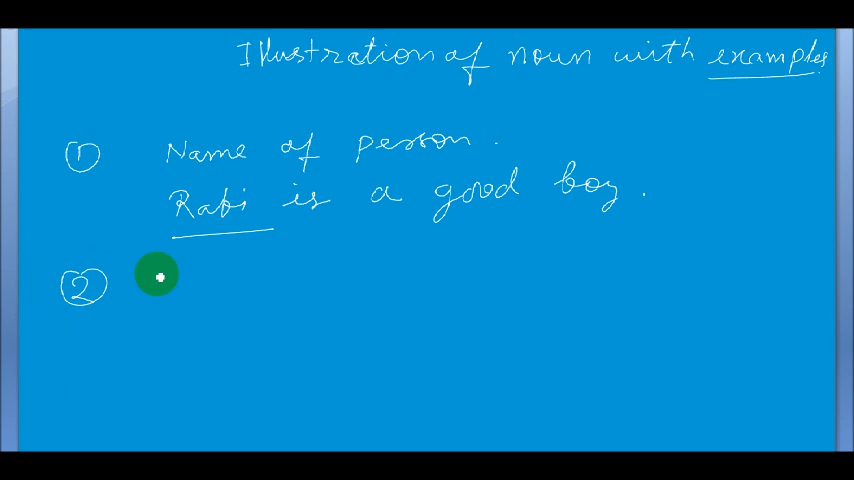 Illustration of noun with examples.
① Name of person.
Rabi is a good boy.
②